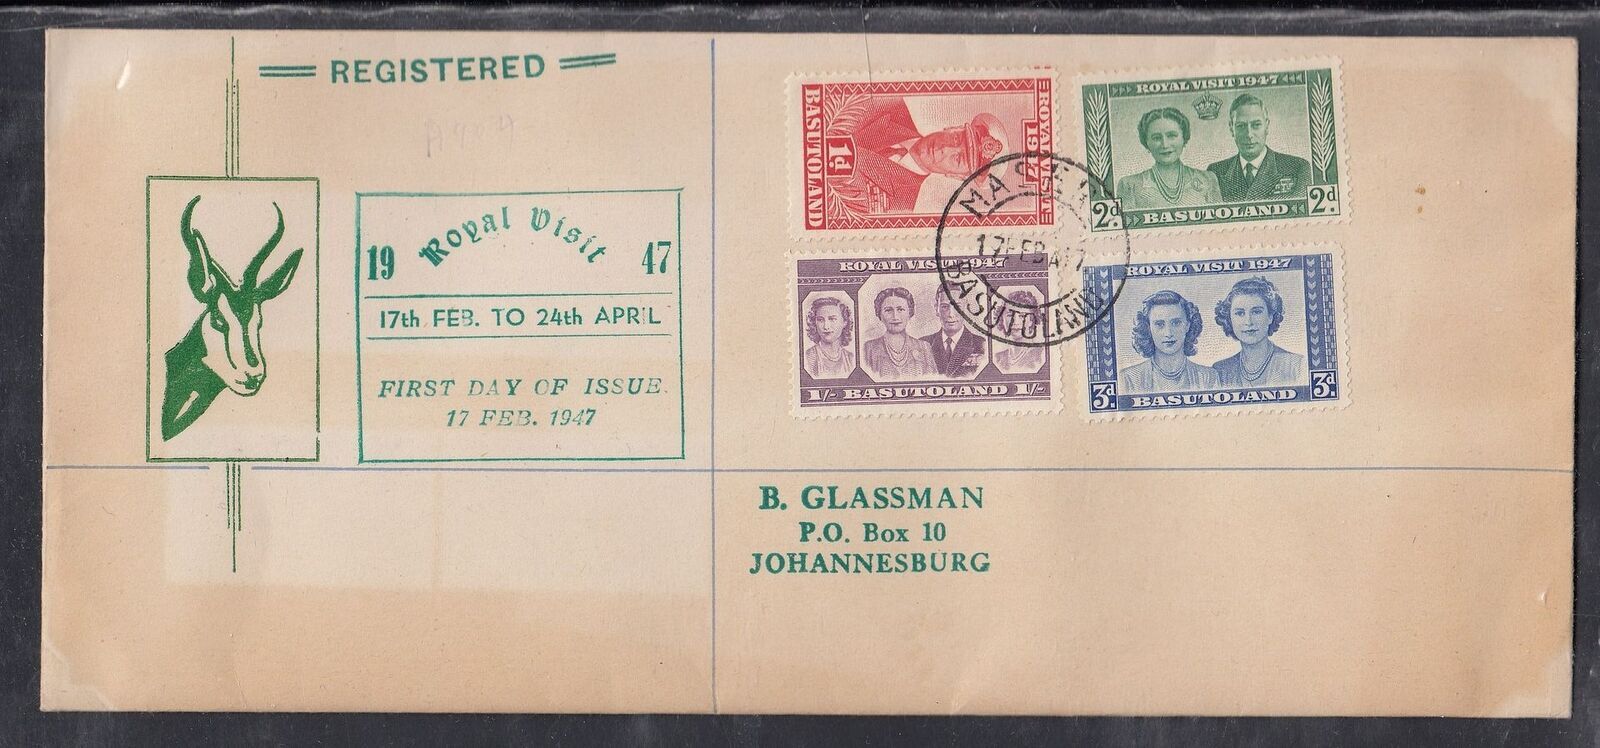 REGISTERED
19 Royal Visit 47
17th FEB. TO 24th APRIL
FIRST DAY OF ISSUE.
17 FEB. 1947
ROYAL VISIT
1947
1d
BASUTOLAND
ROYAL VISIT 1947
2d 2d
BASUTOLAND
ROYAL VISIT 1947
1/- BASUTOLAND 1/-
ROYAL VISIT 1947
3d 3d
BASUTOLAND
MASERU
17 FEB 47
BASUTOLAND
B. GLASSMAN
P.O. Box 10
JOHANNESBURG